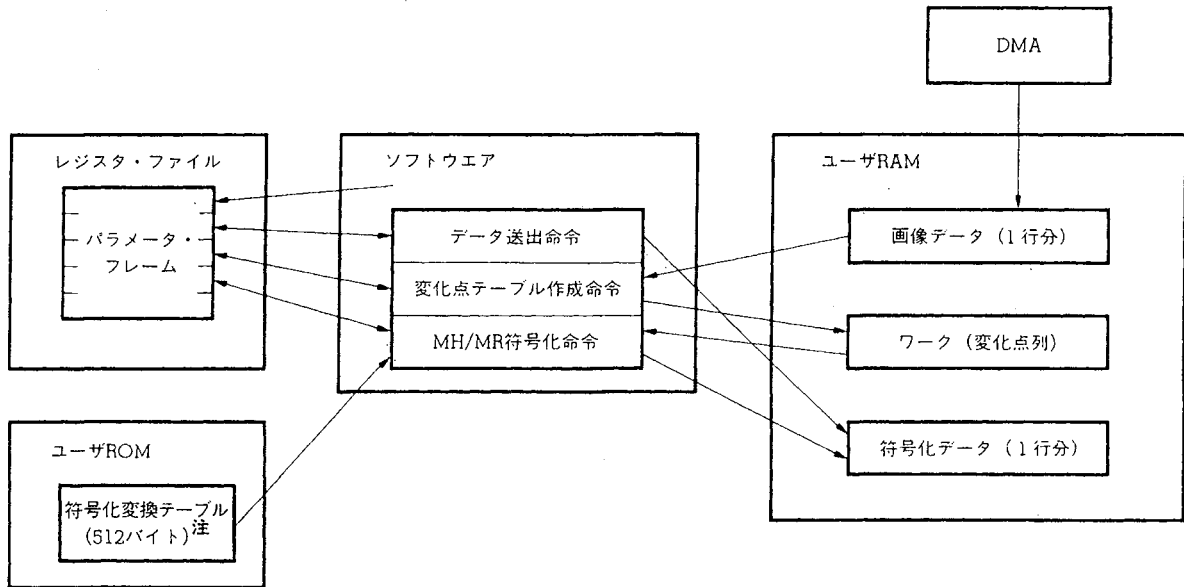 DMA
レジスタ・ファイル
パラメータ・
フレーム
ソフトウエア
データ送出命令
変化点テーブル作成命令
MH/MR符号化命令
ユーザRAM
画像データ (1行分)
ワーク (変化点列)
符号化データ (1行分)
ユーザROM
符号化変換テーブル
(512バイト)注